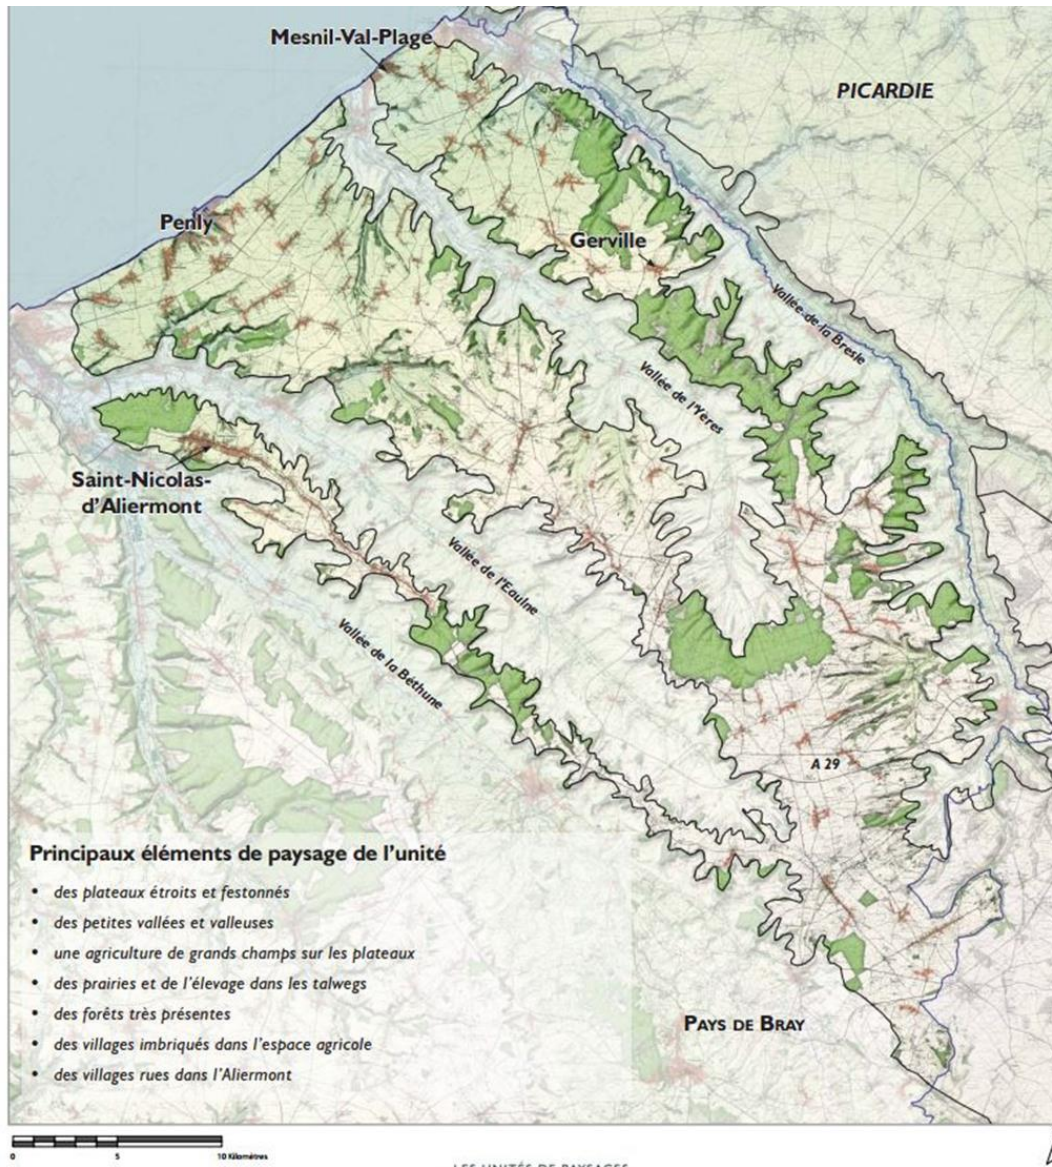 Mesnil-Val-Plage
PICARDIE
Penly
Gerville
Vallée-de-la Bresle
Vallée de l'Yeres
Saint-Nicolas-
d'Aliermont
Vallée de l'Eaulne
Vallée de la Béthune
A 29
Principaux éléments de paysage de l'unité
• des plateaux étroits et festonnés
• des petites vallées et valleuses
• une agriculture de grands champs sur les plateaux
• des prairies et de l'élevage dans les talwegs
• des forêts très présentes
• des villages imbriqués dans l'espace agricole
• des villages rues dans l'Aliermont
PAYS DE BRAY
0 5 10 Kilomètres
LES UNITÉS DE PAYSAGES